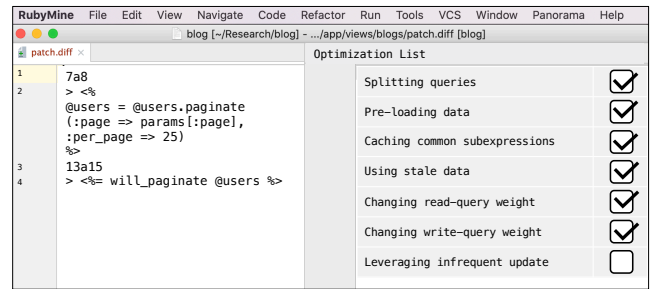 RubyMine File Edit View Navigate Code Refactor Run Tools VCS Window Panorama Help
blog [~/Research/blog] - .../app/views/blogs/patch.diff [blog]
patch.diff ×
1 7a8
2 > <%
@users = @users.paginate
(:page => params[:page],
:per_page => 25)
%>
3 13a15
4 > <%= will_paginate @users %>
Optimization List
Splitting queries
Pre-loading data
Caching common subexpressions
Using stale data
Changing read-query weight
Changing write-query weight
Leveraging infrequent update